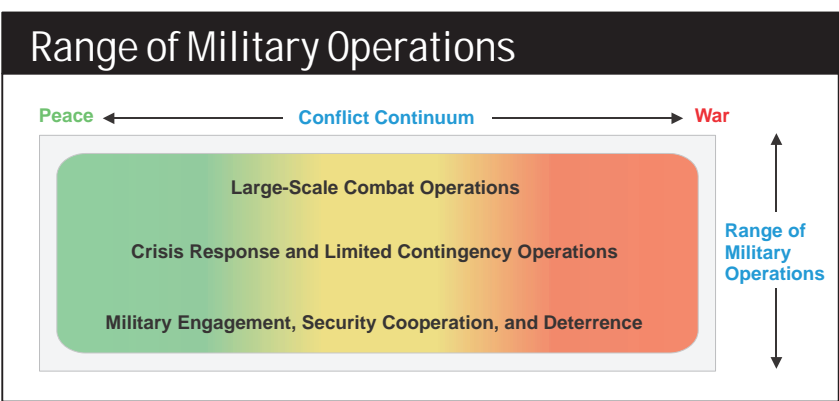 Range of Military Operations
Peace Conflict Continuum War
Large-Scale Combat Operations
Crisis Response and Limited Contingency Operations
Military Engagement, Security Cooperation, and Deterrence
Range of
Military
Operations